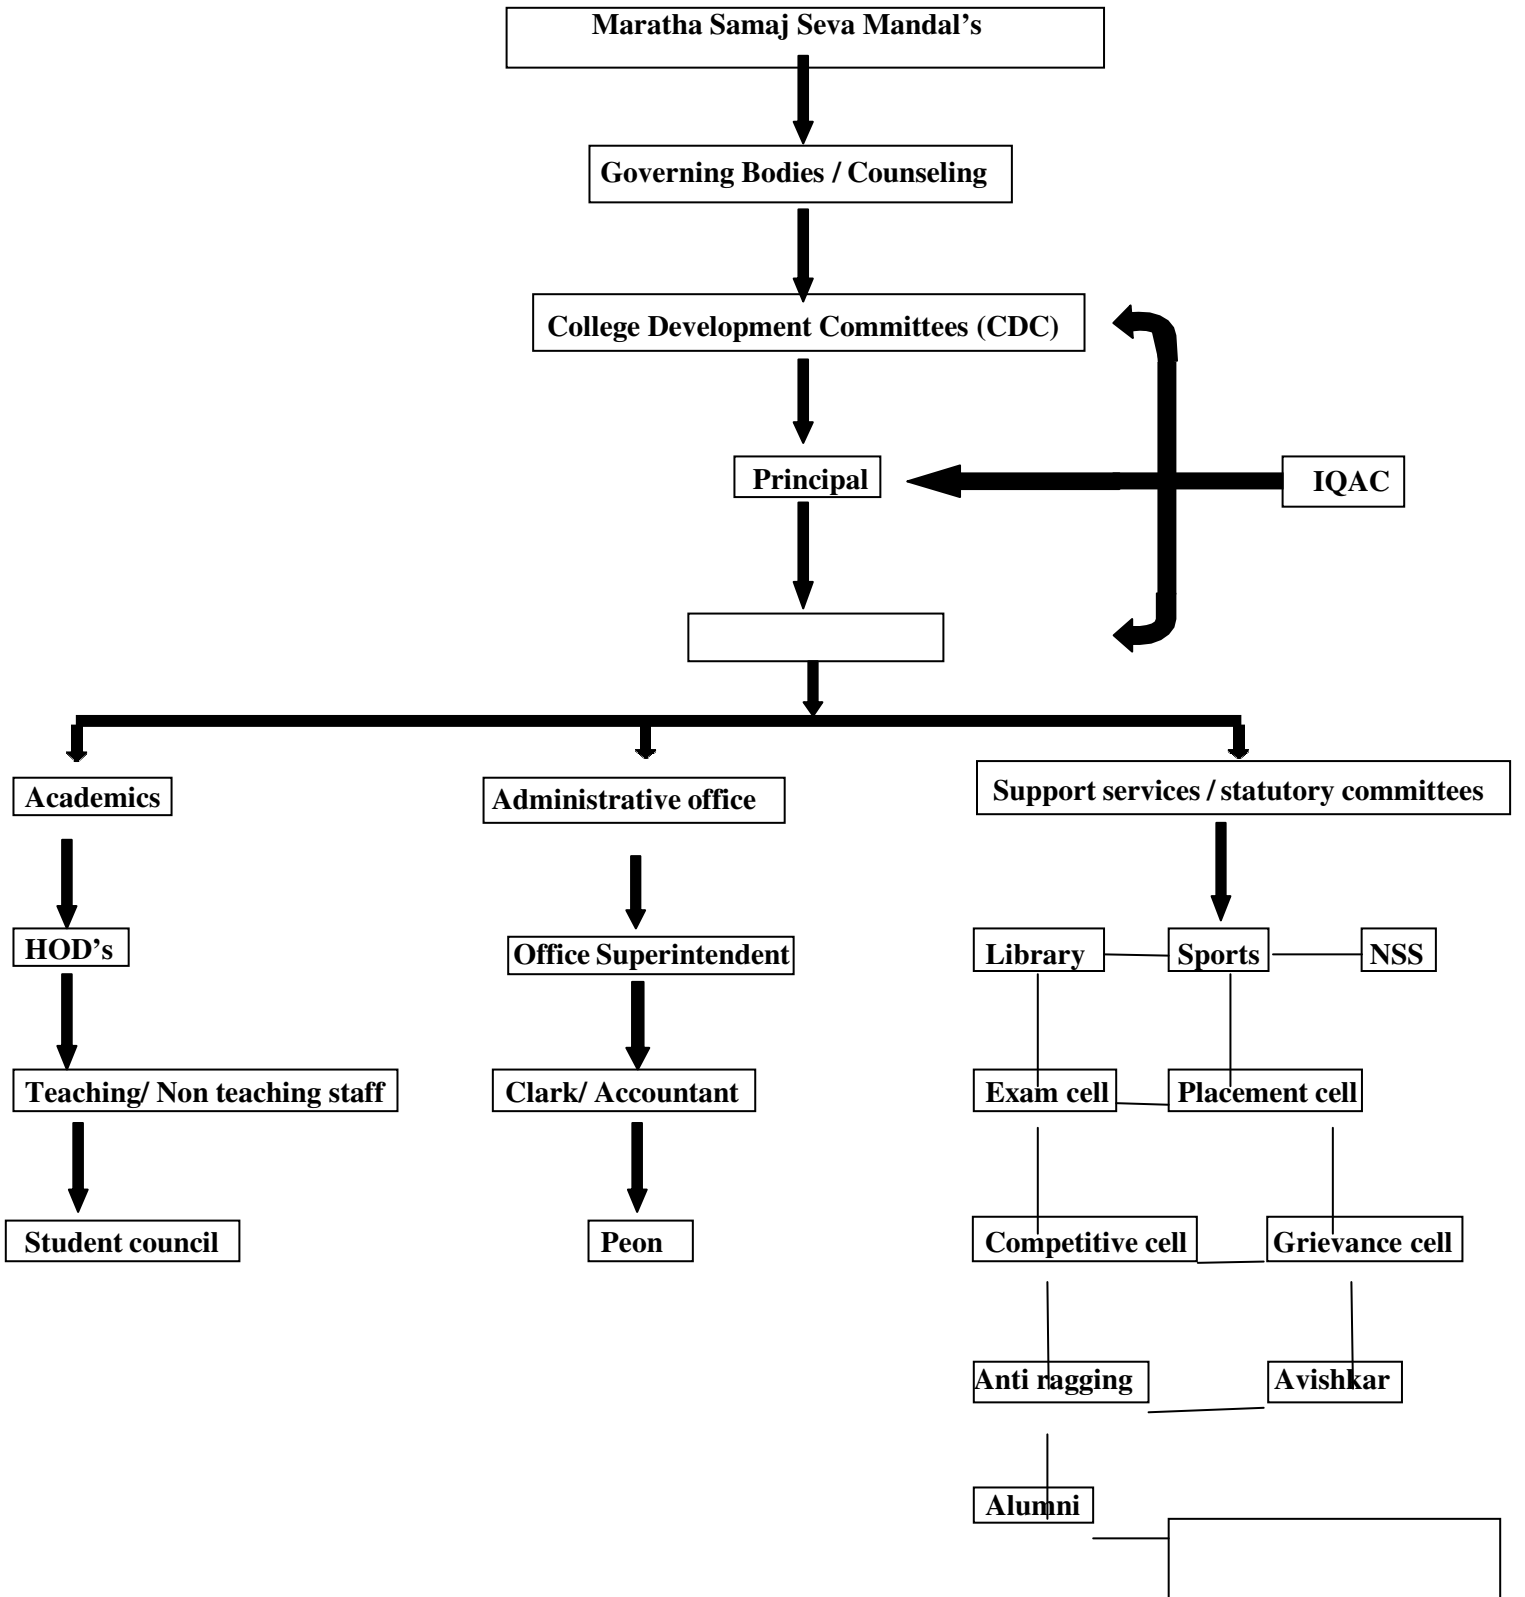 Maratha Samaj Seva Mandal’s
Governing Bodies / Counseling
College Development Committees (CDC)
Principal
IQAC
Academics
Administrative office
Support services / statutory committees
HOD’s
Office Superintendent
Library
Sports
NSS
Teaching/ Non teaching staff
Clark/ Accountant
Exam cell
Placement cell
Student council
Peon
Competitive cell
Grievance cell
Anti ragging
Avishkar
Alumni